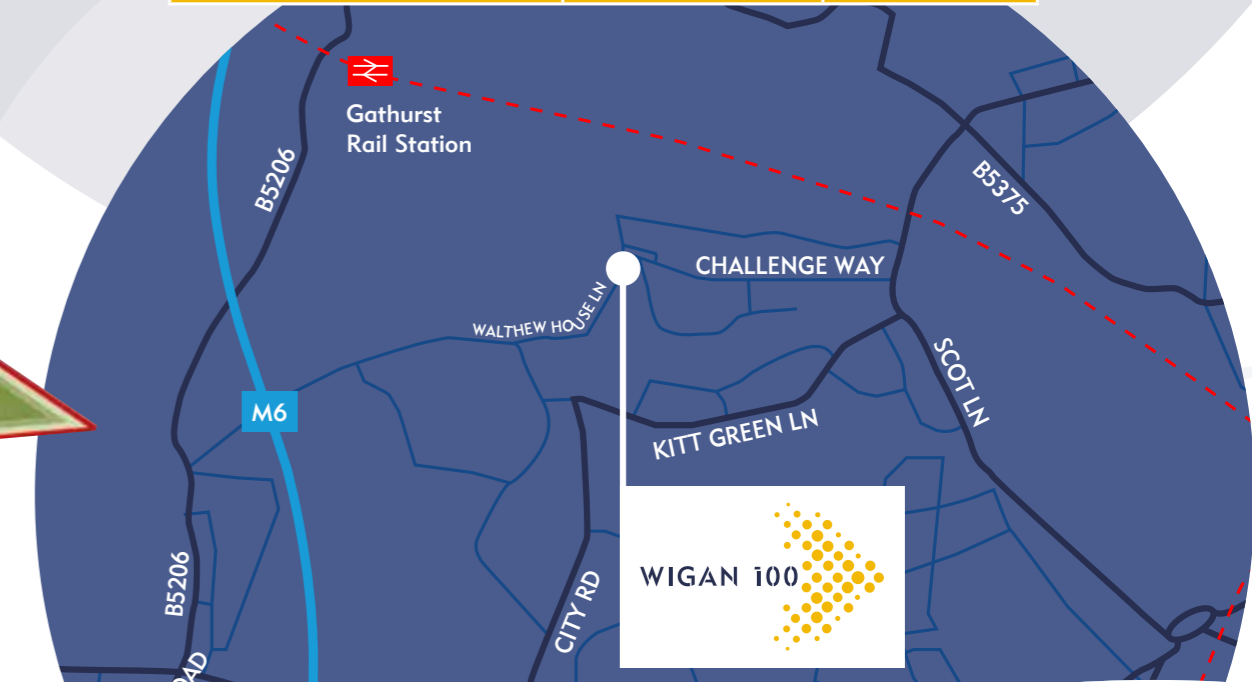 Gathurst
Rail Station
B5206
B5375
CHALLENGE WAY
WALTHEW HOUSE LN
SCOT LN
M6
KITT GREEN LN
WIGAN 100
B5206
CITY RD